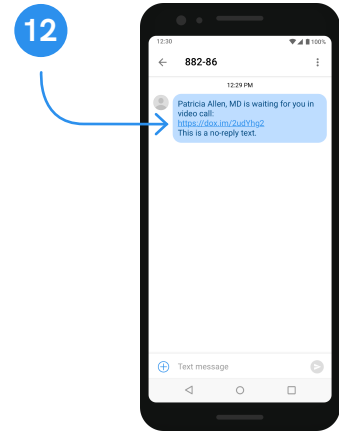 12
12:30
100%
882-86
12:29 PM
Patricia Allen, MD is waiting for you in
video call:
https://dox.im/2udYhg2
This is a no-reply text.
Text message